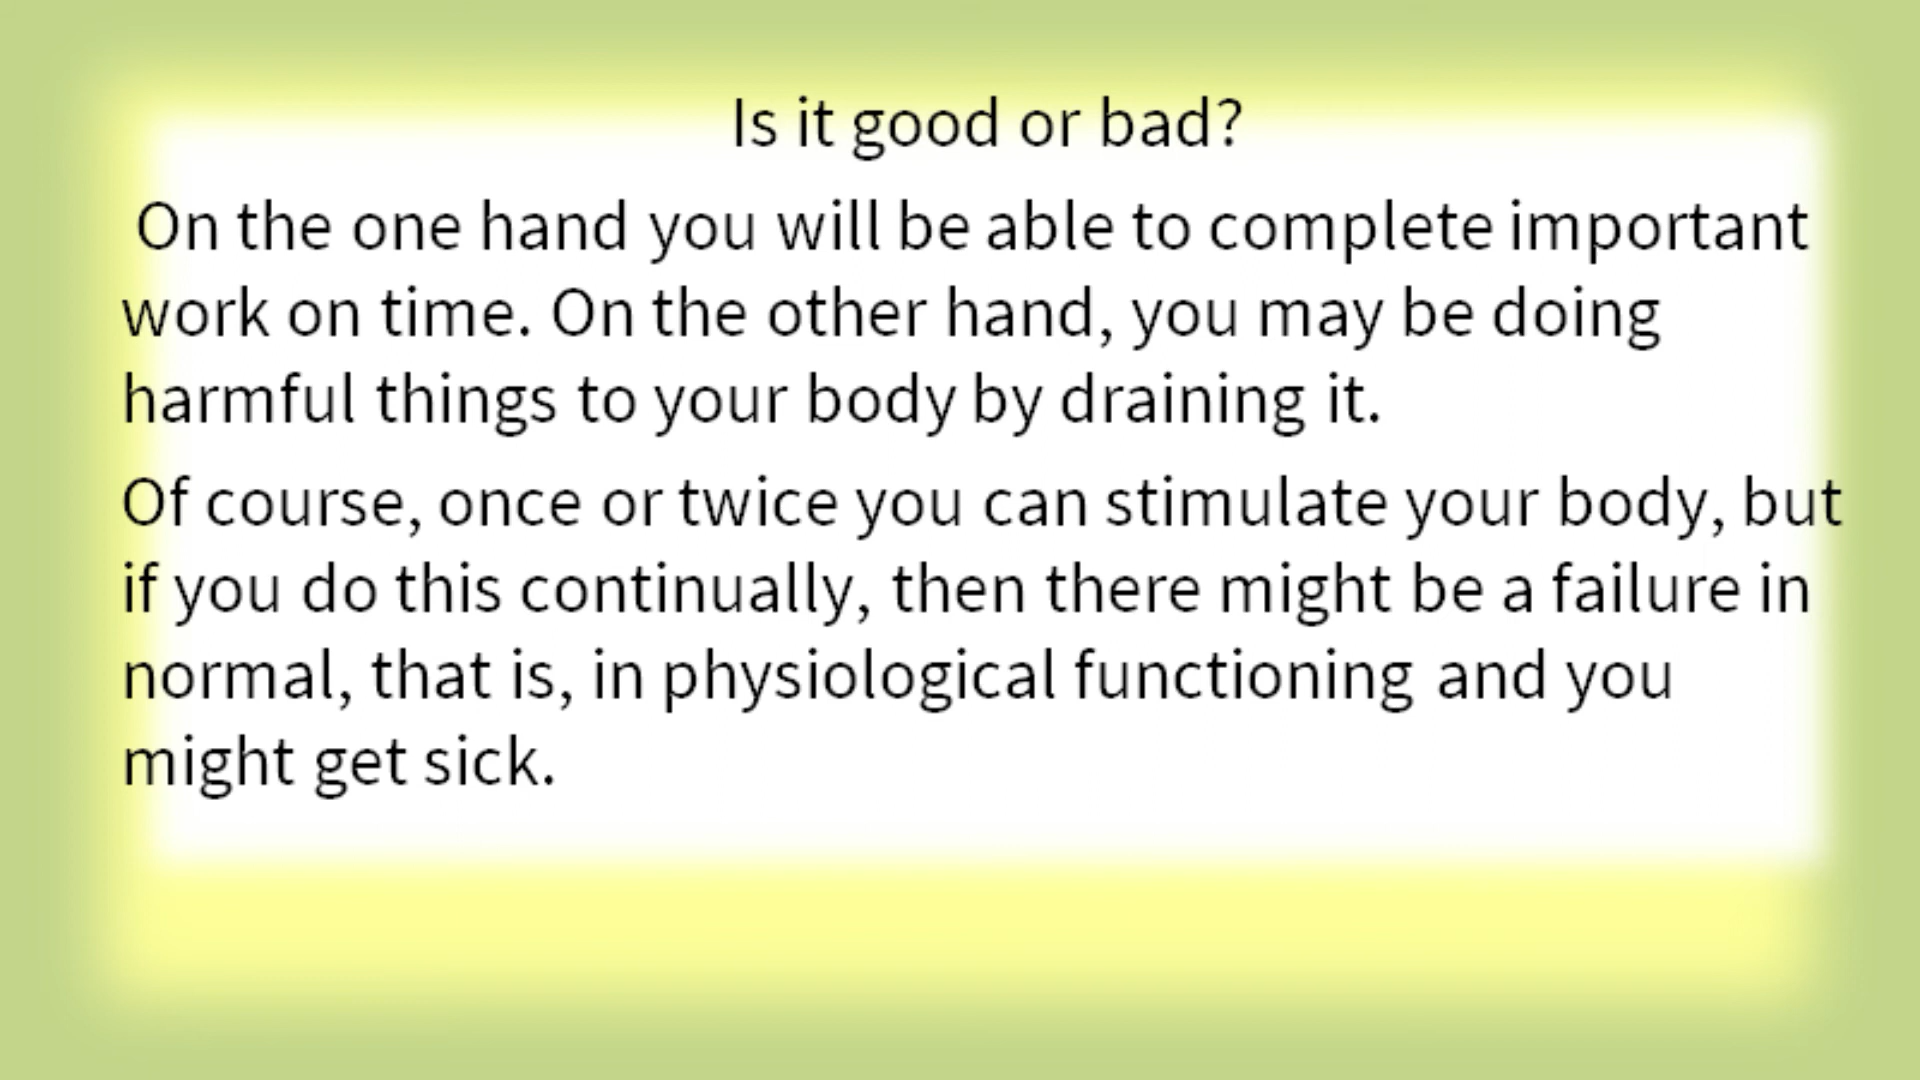 Is it good or bad?
On the one hand you will be able to complete important
work on time. On the other hand, you may be doing
harmful things to your body by draining it.
Of course, once or twice you can stimulate your body, but
if you do this continually, then there might be a failure in
normal, that is, in physiological functioning and you
might get sick.